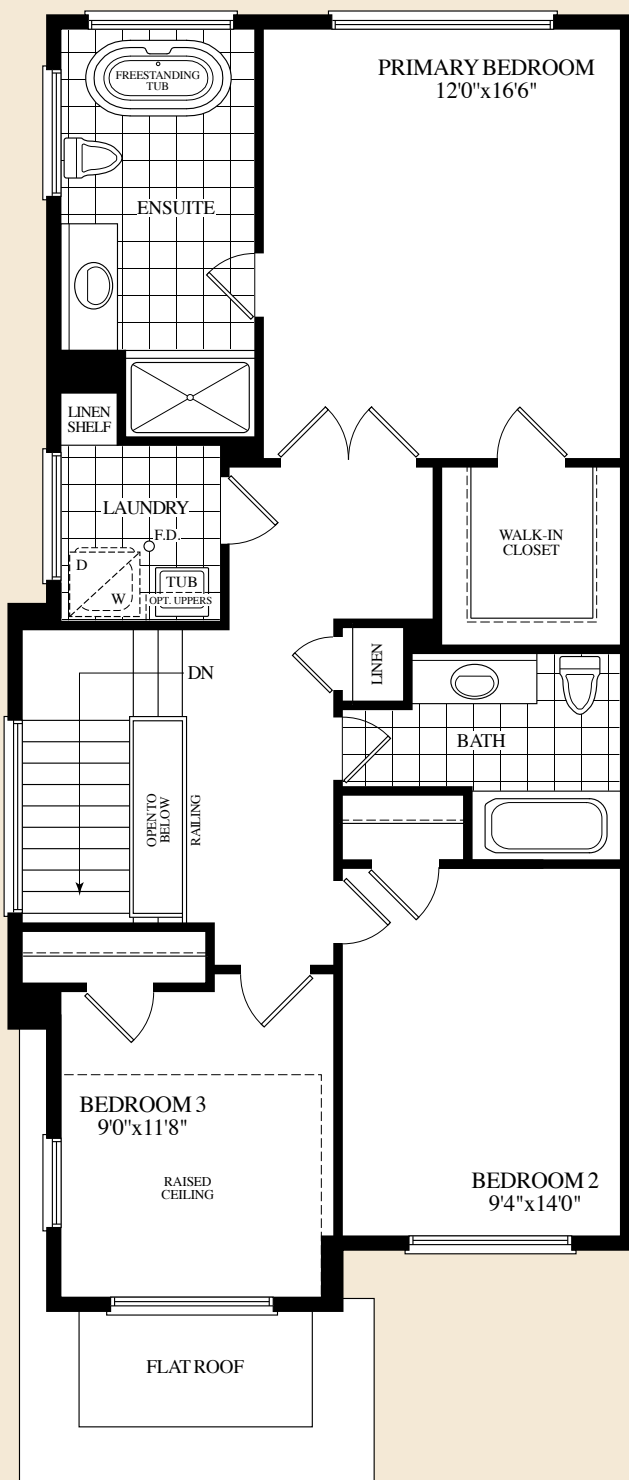 FREESTANDING
TUB
PRIMARY BEDROOM
12'0"x16'6"
ENSUITE
LINEN
SHELF
LAUNDRY
F.D.
D
W
TUB
OPT. UPPERS
WALK-IN
CLOSET
LINEN
DN
BATH
OPEN TO
BELOW
RAILING
BEDROOM 3
9'0"x11'8"
RAISED
CEILING
BEDROOM 2
9'4"x14'0"
FLAT ROOF